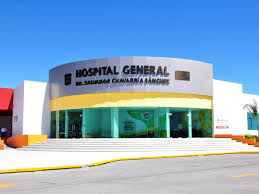 HOSPITAL GENERAL
DR. SALVADOR CHAVARRÍA SÁNCHEZ